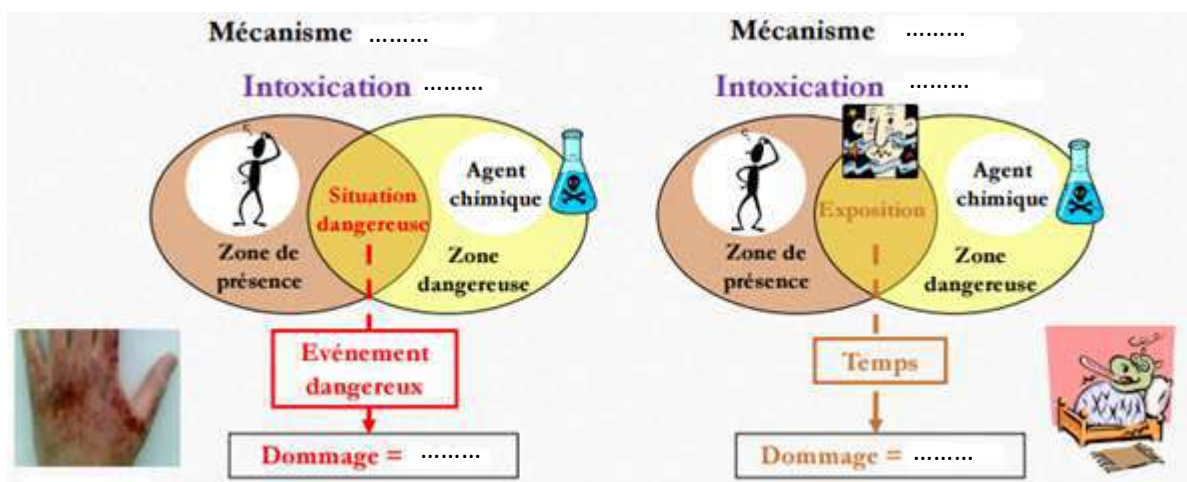 Mécanisme .........
Intoxication .........
Situation
dangereuse
Agent
chimique
Zone de
présence
Zone
dangereuse
Evénement
dangereux
Dommage = .........
Mécanisme .........
Intoxication .........
Exposition
Agent
chimique
Zone de
présence
Zone
dangereuse
Temps
Dommage = .........